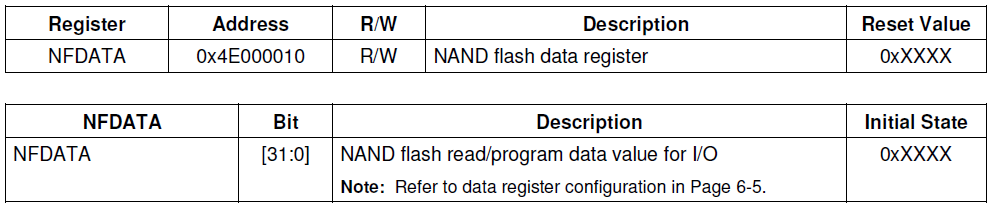 Register Address R/W Description Reset Value
NFDATA 0x4E000010 R/W NAND flash data register 0xXXXX
NFDATA Bit Description Initial State
NFDATA [31:0] NAND flash read/program data value for I/O 0xXXXX
Note: Refer to data register configuration in Page 6-5.